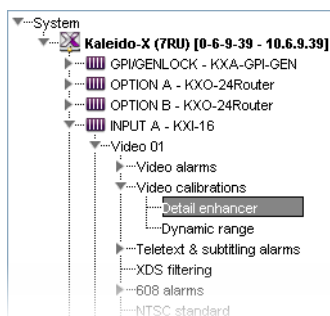 System
Kaleido-X (7RU) [0-6-9-39 - 10.6.9.39]
GPI/GENLOCK - KXA-GPI-GEN
OPTION A - KXO-24Router
OPTION B - KXO-24Router
INPUT A - KXI-16
Video 01
Video alarms
Video calibrations
Detail enhancer
Dynamic range
Teletext & subtitling alarms
XDS filtering
608 alarms
NTSC standard